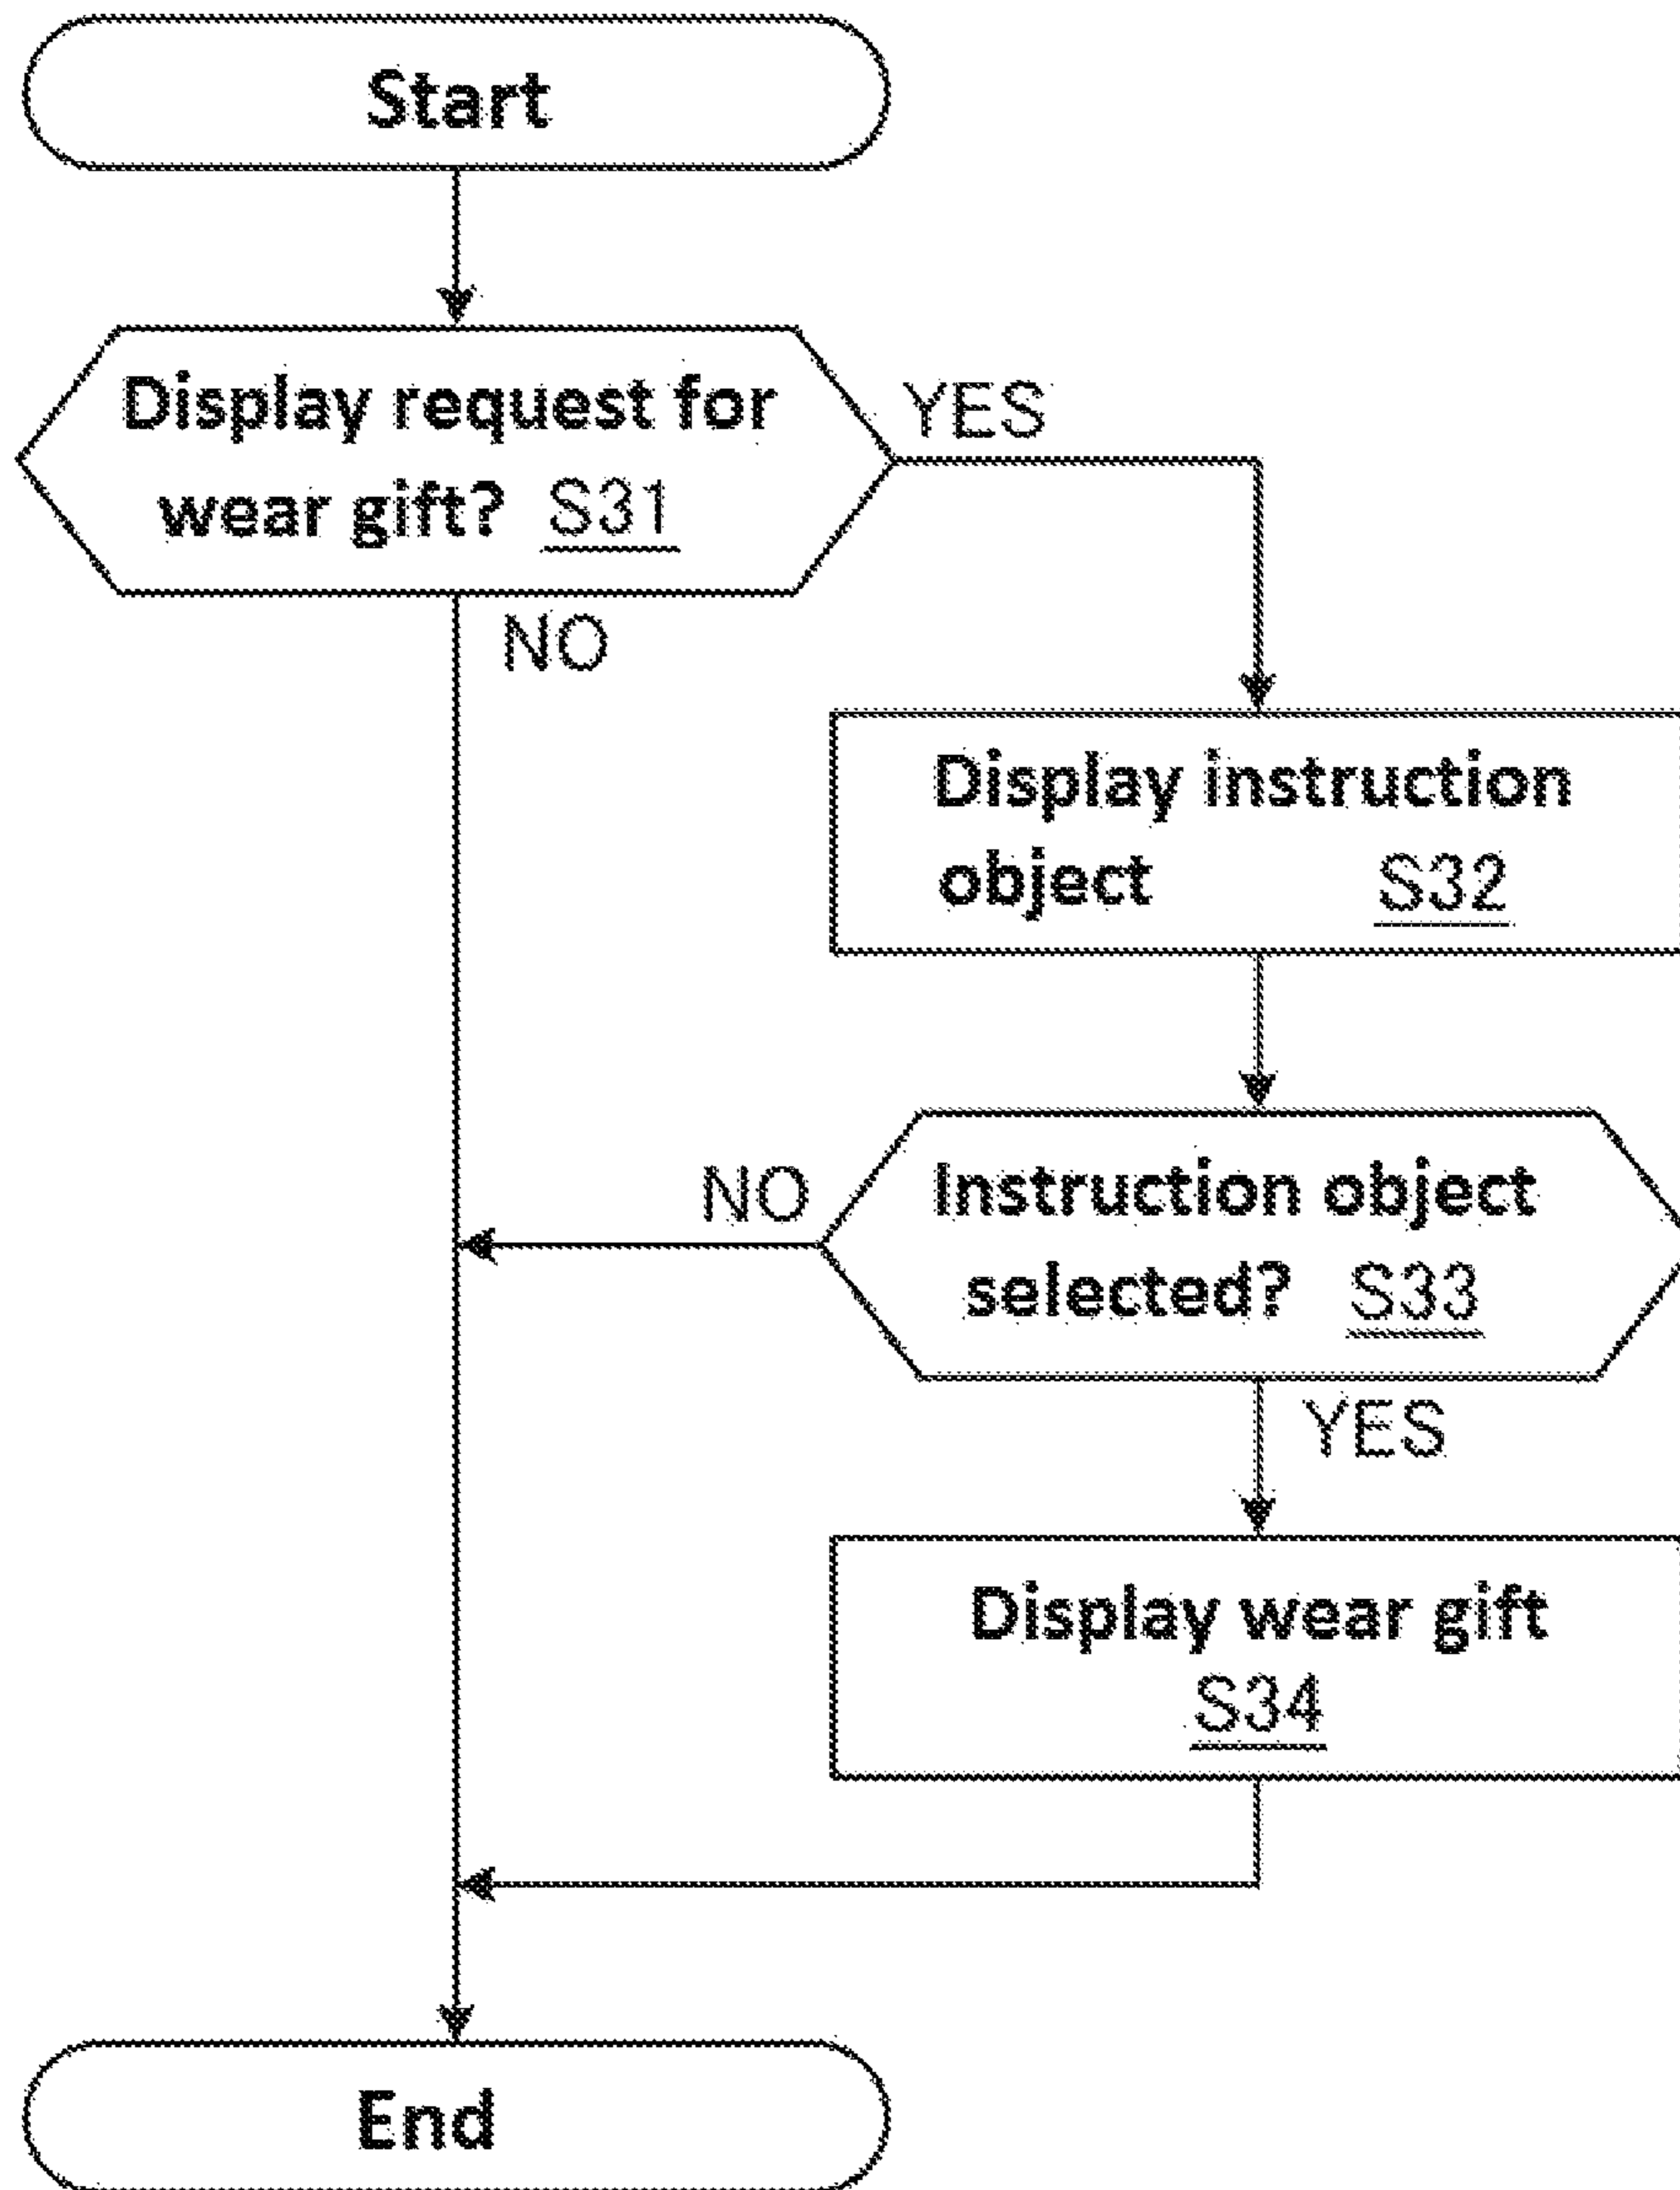 Start
Display request for
wear gift? S31
YES
NO
Display instruction
object S32
NO
Instruction object
selected? S33
YES
Display wear gift
S34
End